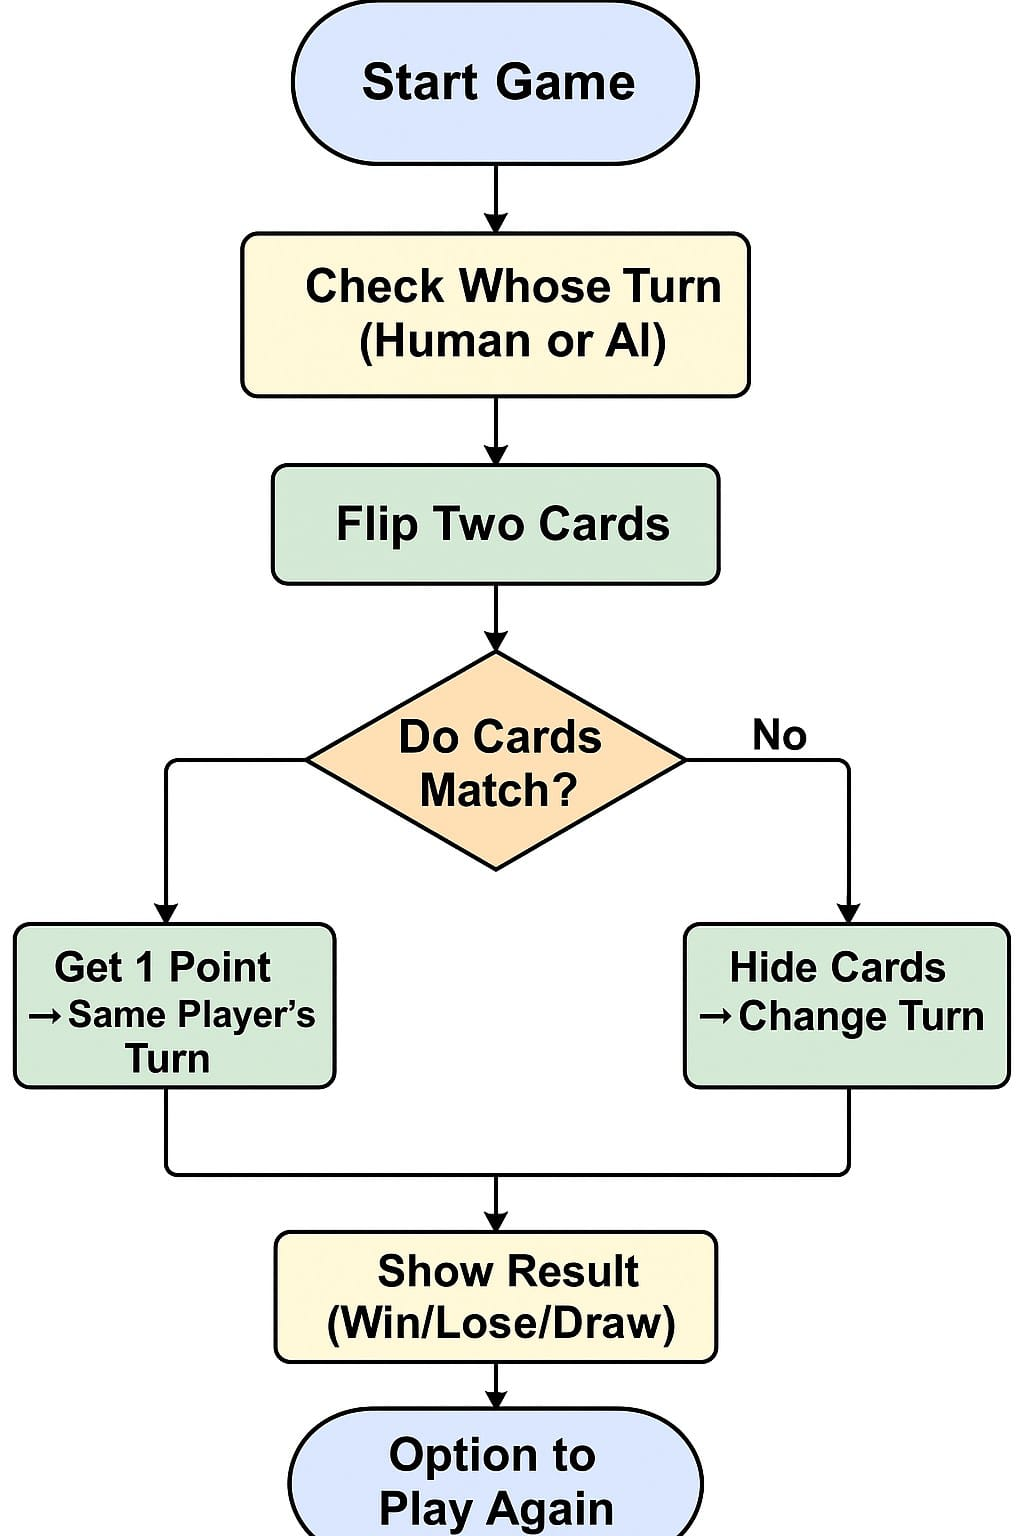 Start Game
Check Whose Turn
(Human or AI)
Flip Two Cards
Do Cards
Match?
No
Get 1 Point
→ Same Player’s
Turn
Hide Cards
→ Change Turn
Show Result
(Win/Lose/Draw)
Option to
Play Again